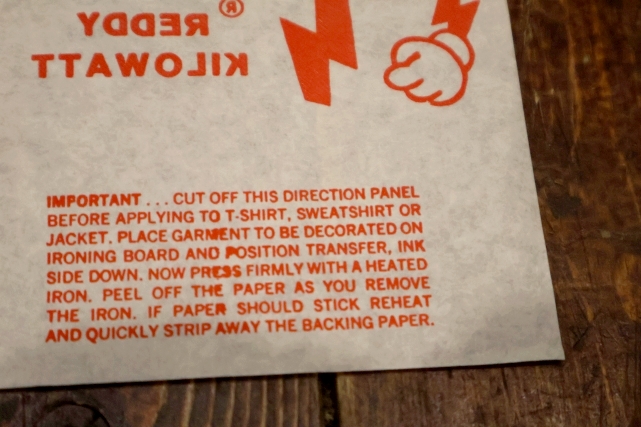 REDDY ®
KILOWATT
IMPORTANT . . . CUT OFF THIS DIRECTION PANEL
BEFORE APPLYING TO T-SHIRT, SWEATSHIRT OR
JACKET. PLACE GARMENT TO BE DECORATED ON
IRONING BOARD AND POSITION TRANSFER, INK
SIDE DOWN. NOW PRESS FIRMLY WITH A HEATED
IRON. PEEL OFF THE PAPER AS YOU REMOVE
THE IRON. IF PAPER SHOULD STICK REHEAT
AND QUICKLY STRIP AWAY THE BACKING PAPER.